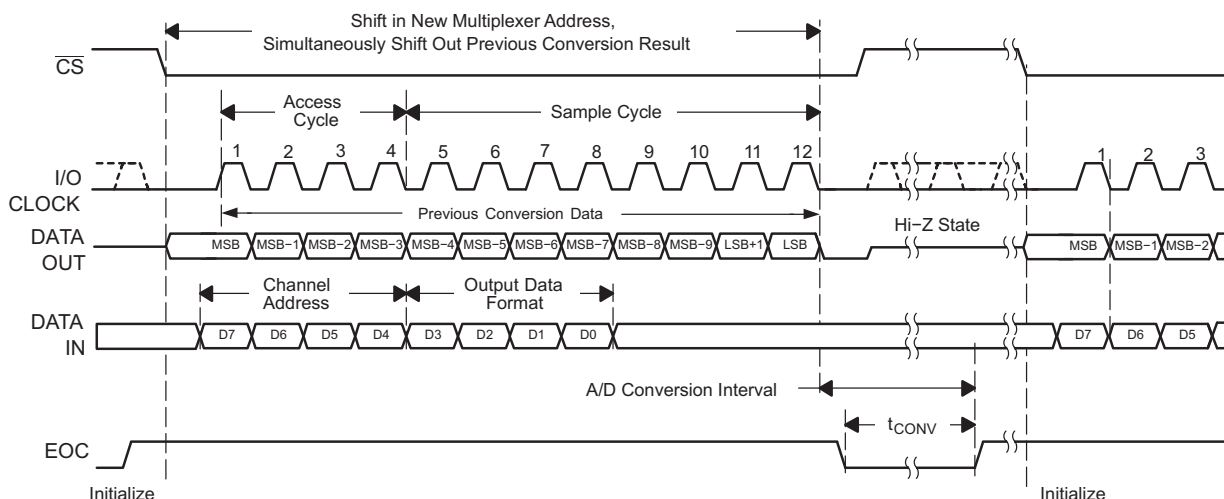 Shift in New Multiplexer Address,
Simultaneously Shift Out Previous Conversion Result
CS
Access
Cycle
Sample Cycle
1 2 3 4 5 6 7 8 9 10 11 12 1 2 3
I/O
CLOCK
Previous Conversion Data
Hi−Z State
DATA
OUT
MSB MSB−1 MSB−2 MSB−3 MSB−4 MSB−5 MSB−6 MSB−7 MSB−8 MSB−9 LSB+1 LSB MSB MSB−1 MSB−2
Channel
Address
Output Data
Format
DATA
IN
D7 D6 D5 D4 D3 D2 D1 D0 D7 D6 D5
A/D Conversion Interval
tCONV
EOC
Initialize Initialize